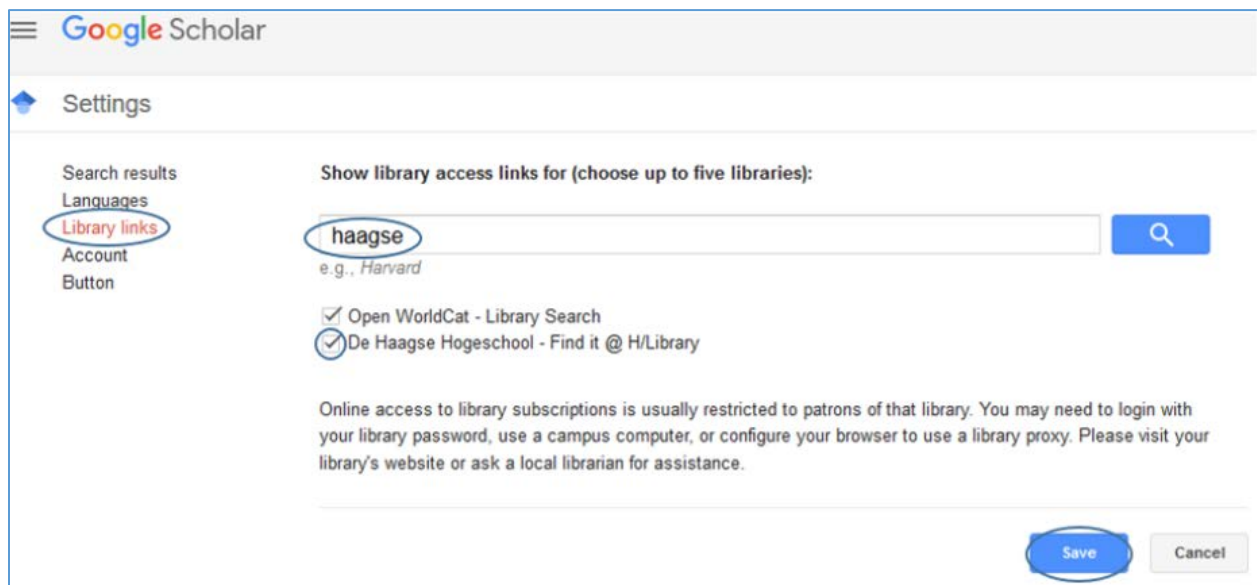 Google Scholar
Settings
Search results
Languages
Library links
Account
Button
Show library access links for (choose up to five libraries):
haagse
e.g., Harvard
Open WorldCat - Library Search
De Haagse Hogeschool - Find it @ H/Library
Online access to library subscriptions is usually restricted to patrons of that library. You may need to login with
your library password, use a campus computer, or configure your browser to use a library proxy. Please visit your
library's website or ask a local librarian for assistance.
Save
Cancel